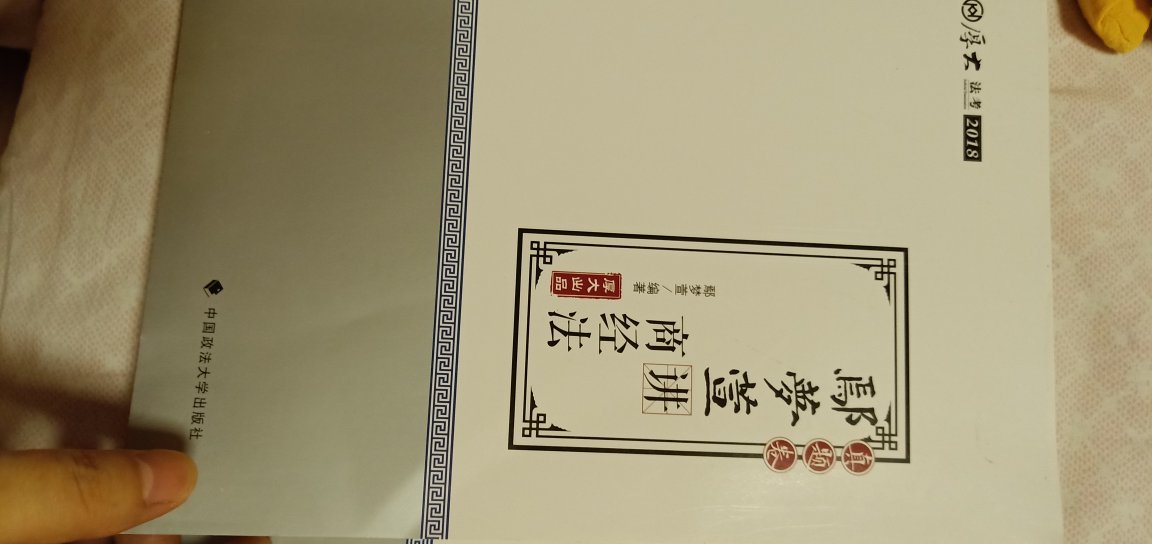 厚大法考 2018
真题卷
鄢梦萱讲
商经法
鄢梦萱/编著
厚大出品
中国政法大学出版社